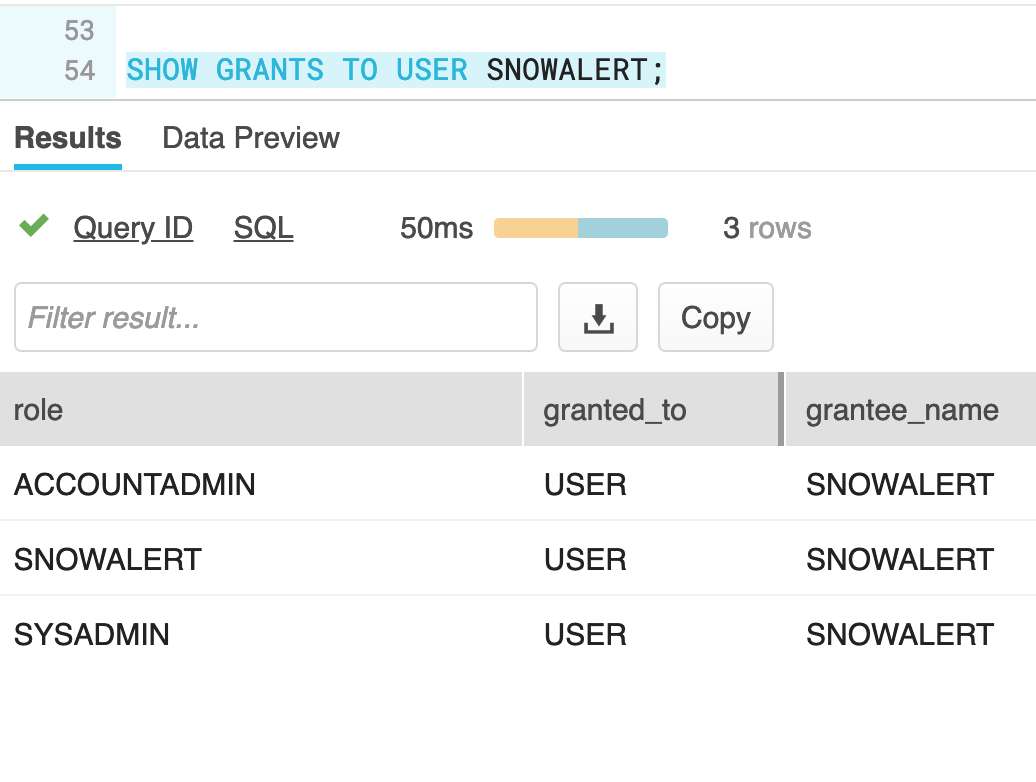 53
54 SHOW GRANTS TO USER SNOWALERT;
Results Data Preview
Query ID SQL 50ms 3 rows
Filter result... Copy
role granted_to grantee_name
ACCOUNTADMIN USER SNOWALERT
SNOWALERT USER SNOWALERT
SYSADMIN USER SNOWALERT